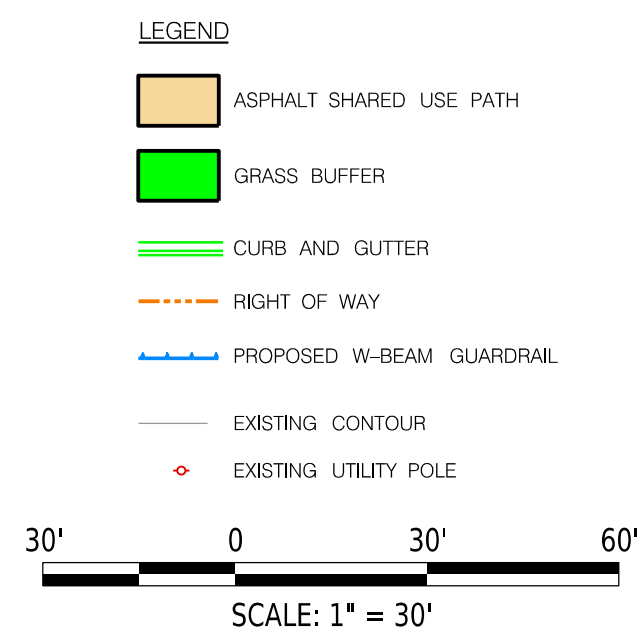 LEGEND
ASPHALT SHARED USE PATH
GRASS BUFFER
CURB AND GUTTER
RIGHT OF WAY
PROPOSED W-BEAM GUARDRAIL
EXISTING CONTOUR
EXISTING UTILITY POLE
30' 0 30' 60'
SCALE: 1" = 30'